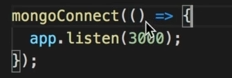 mongoConnect(() => {
  app.listen(3000);
});